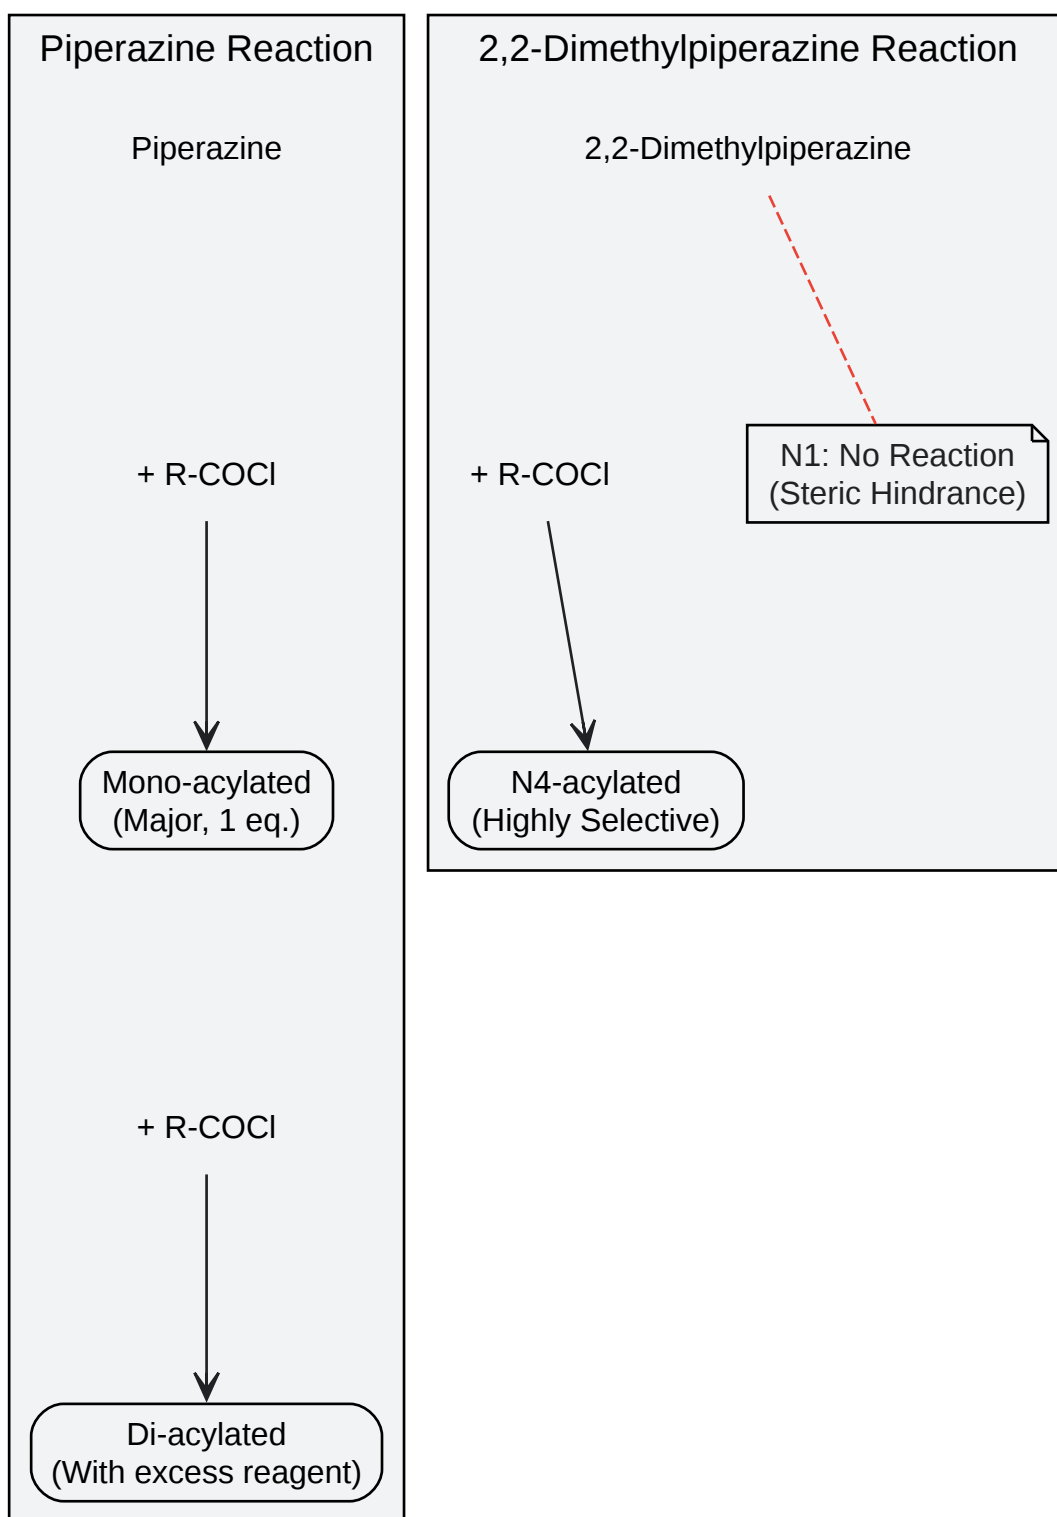 Piperazine Reaction
Piperazine
+ R-COCl
Mono-acylated
(Major, 1 eq.)
+ R-COCl
Di-acylated
(With excess reagent)
2,2-Dimethylpiperazine Reaction
2,2-Dimethylpiperazine
+ R-COCl
N1: No Reaction
(Steric Hindrance)
N4-acylated
(Highly Selective)